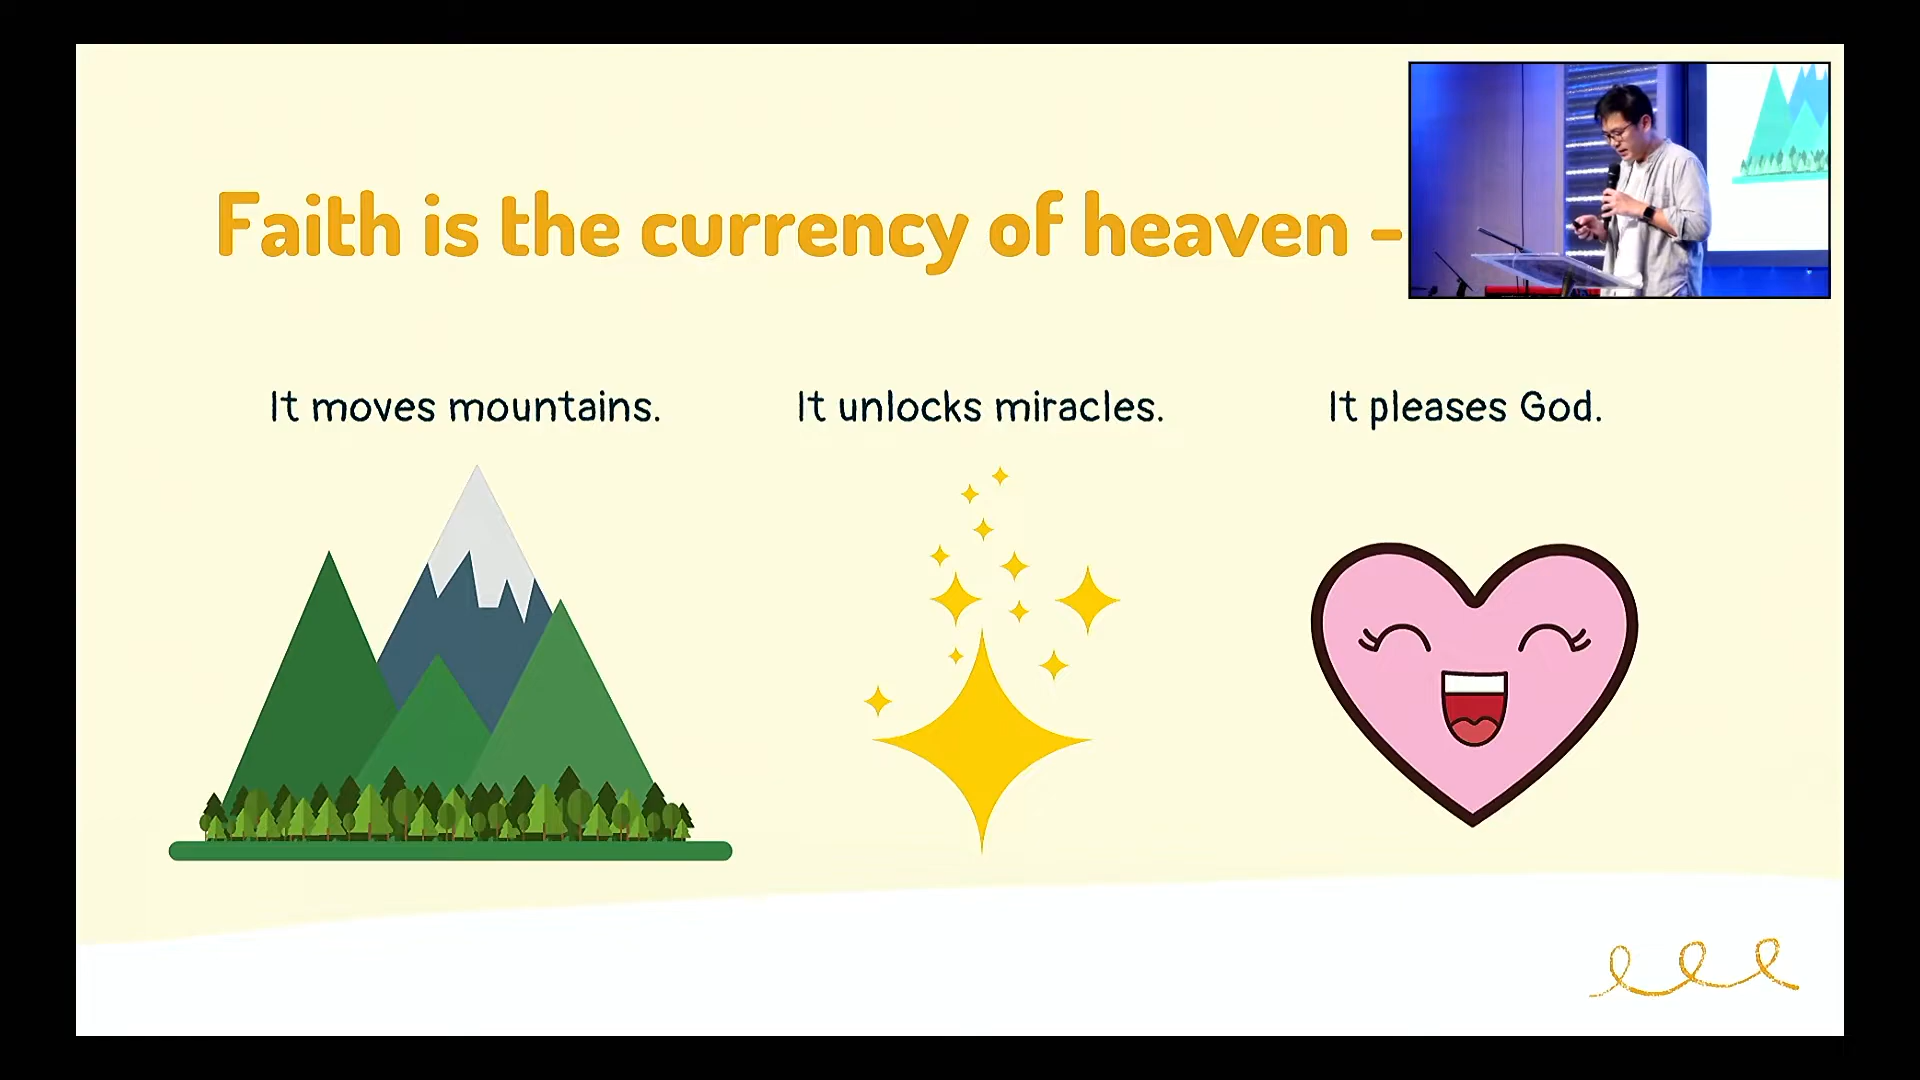 Faith is the currency of heaven -
It moves mountains.
It unlocks miracles.
It pleases God.